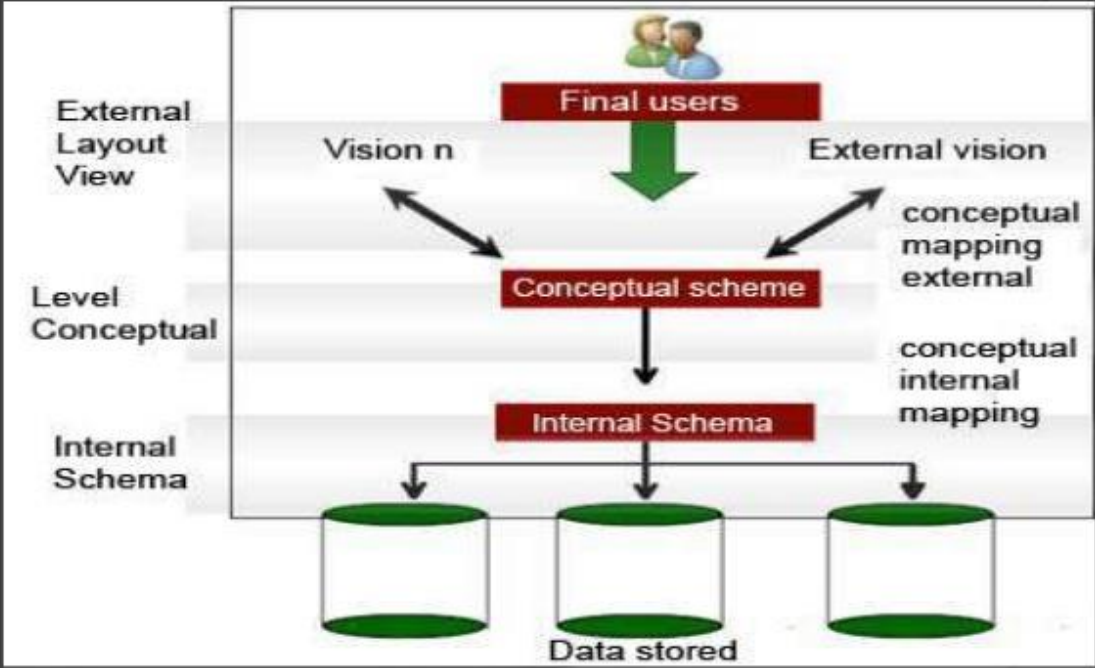 Final users
External
Layout
View
Vision n
External vision
conceptual
mapping
external
Level
Conceptual
Conceptual scheme
conceptual
internal
mapping
Internal Schema
Internal
Schema
Data stored